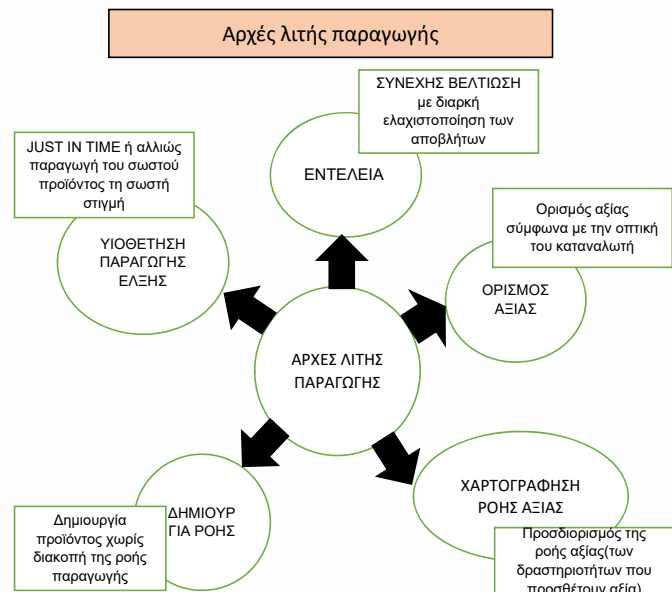 Αρχές λιτής παραγωγής
ΣΥΝΕΧΗΣ ΒΕΛΤΙΩΣΗ
με διαρκή
ελαχιστοποίηση των
αποβλήτων
ΕΝΤΕΛΕΙΑ
JUST IN TIME ή αλλιώς
παραγωγή του σωστού
προϊόντος τη σωστή
στιγμή
ΥΙΟΘΕΤΗΣΗ
ΠΑΡΑΓΩΓΗΣ
ΕΛΞΗΣ
Ορισμός αξίας
σύμφωνα με την οπτική
του καταναλωτή
ΟΡΙΣΜΟΣ
ΑΞΙΑΣ
ΑΡΧΕΣ ΛΙΤΗΣ
ΠΑΡΑΓΩΓΗΣ
ΧΑΡΤΟΓΡΑΦΗΣΗ
ΡΟΗΣ ΑΞΙΑΣ
Προσδιορισμός της
ροής αξίας(των
δραστηριοτήτων που
προσθέτουν αξία)
ΔΗΜΙΟΥΡ
ΓΙΑ ΡΟΗΣ
Δημιουργία
προϊόντος χωρίς
διακοπή της ροής
παραγωγής